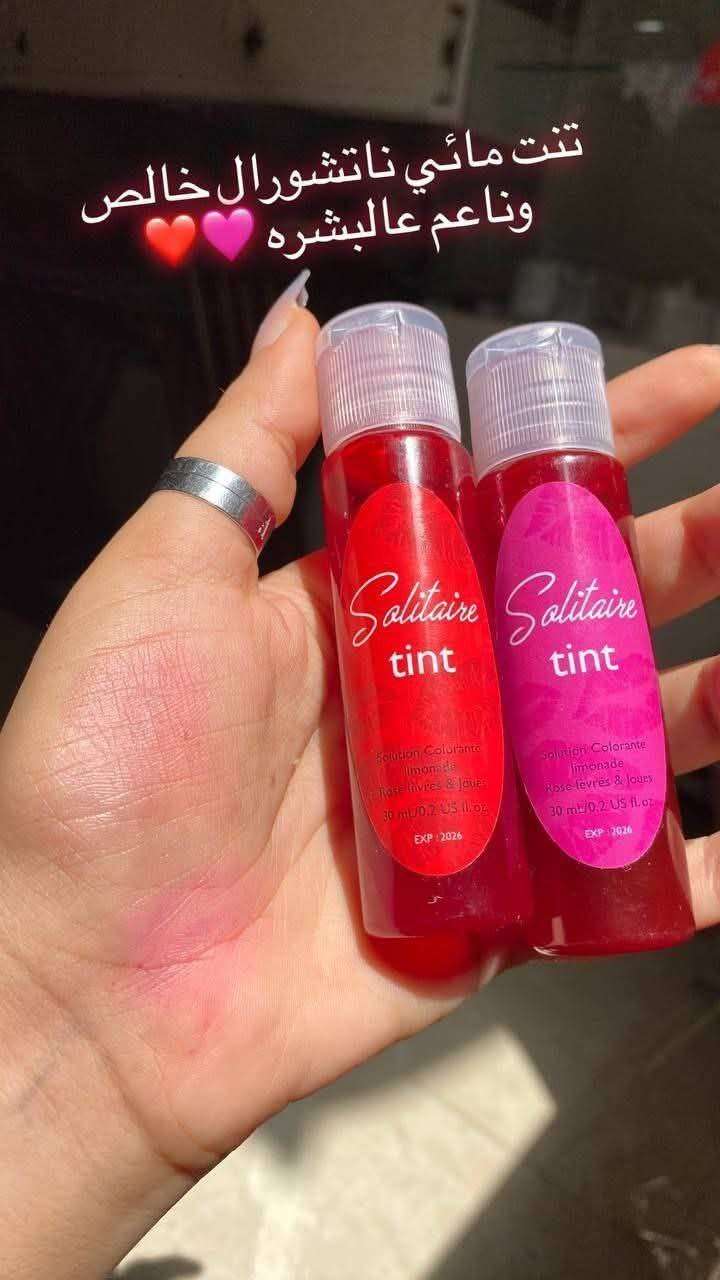 تنت مائي ناتشورال خالص
وناعم عالبشره 💜❤️
Solitaire
tint
Solution Colorante
limonade
Rose lèvres & Joues
30 mL/0.2 US fl. oz
EXP : 2026
Solitaire
tint
Solution Colorante
limonade
Rose lèvres & Joues
30 mL/0.2 US fl. oz
EXP : 2026